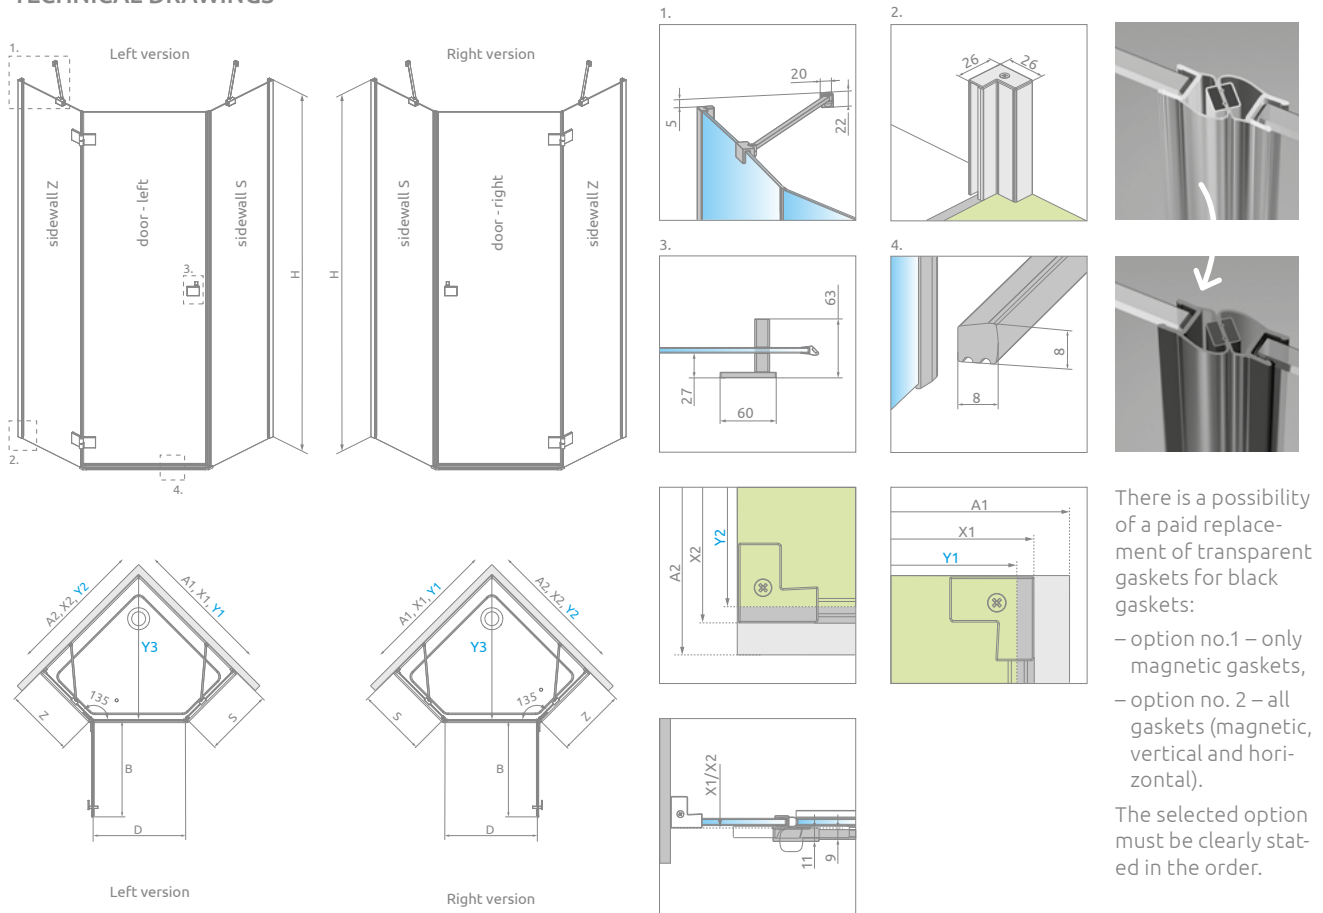 TECHNICAL DRAWINGS
1.
Left version
sidewall Z
door - left
sidewall S
3.
H
2.
4.
Right version
H
sidewall S
door - right
sidewall Z
A2, X2, Y2
A1, X1, Y1
Y3
135°
Z
S
B
D
Left version
A1, X1, Y1
A2, X2, Y2
Y3
135°
S
Z
B
D
Right version
1.
20
5
22
2.
26
26
3.
63
27
60
4.
8
8
A2
X2
Y2
A1
X1
Y1
X1/X2
11
9
There is a possibility
of a paid replace-
ment of transparent
gaskets for black
gaskets:
– option no.1 – only
magnetic gaskets,
– option no. 2 – all
gaskets (magnetic,
vertical and hori-
zontal).
The selected option
must be clearly stat-
ed in the order.